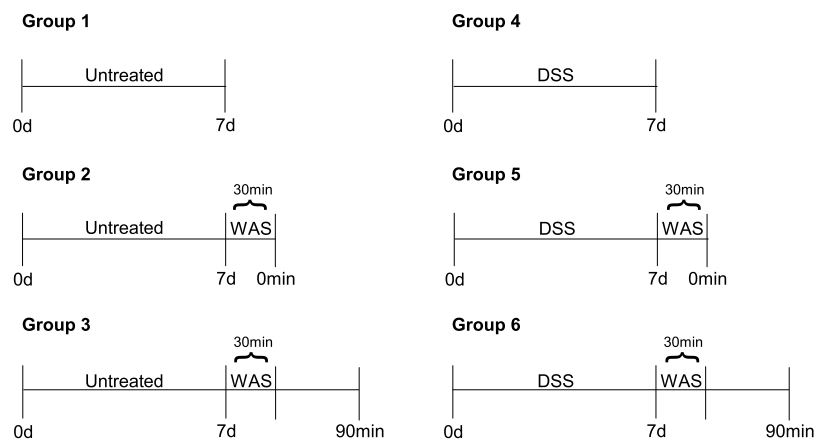 Group 1
Untreated
0d 7d
Group 2
30min
Untreated WAS
0d 7d 0min
Group 3
30min
Untreated WAS
0d 7d 90min
Group 4
DSS
0d 7d
Group 5
30min
DSS WAS
0d 7d 0min
Group 6
30min
DSS WAS
0d 7d 90min